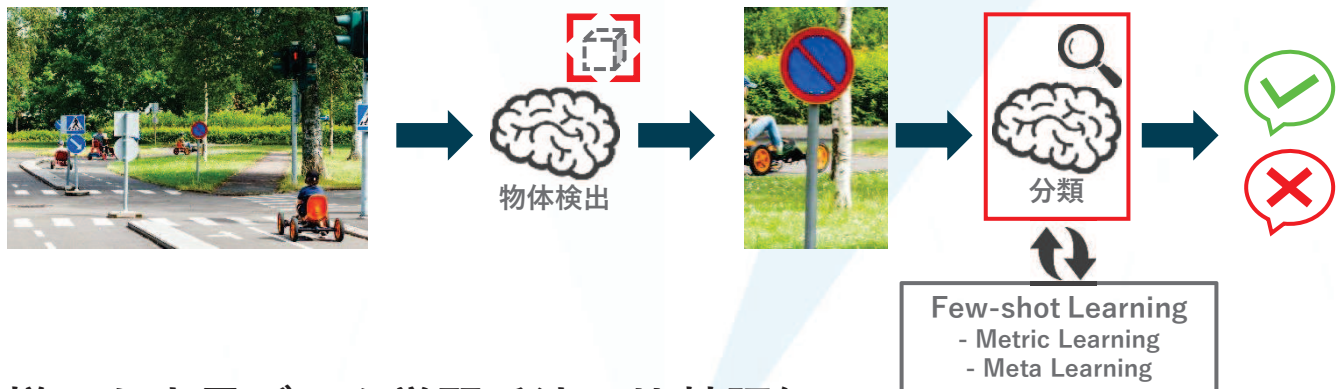 物体検出
分類
Few-shot Learning
- Metric Learning
- Meta Learning